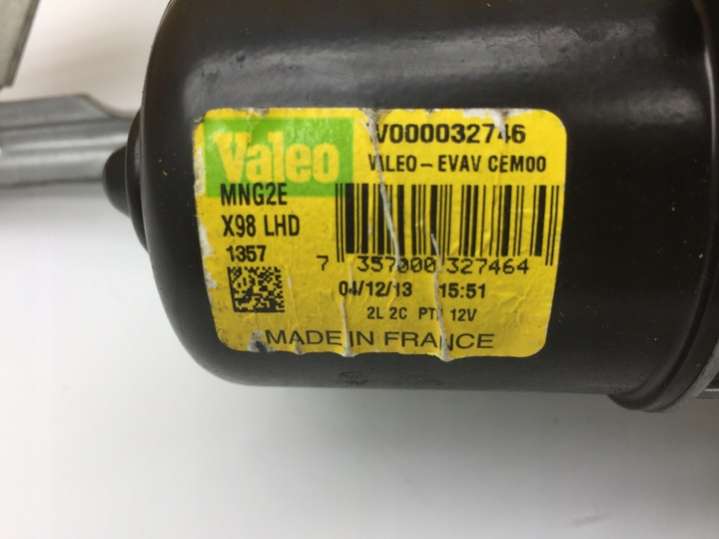 Valeo
V000032746
VALEO-EVAV CEM00
MNG2E
X98 LHD
1357
7 357000 327464
04/12/13 15:51
2L 2C 12V
MADE IN FRANCE